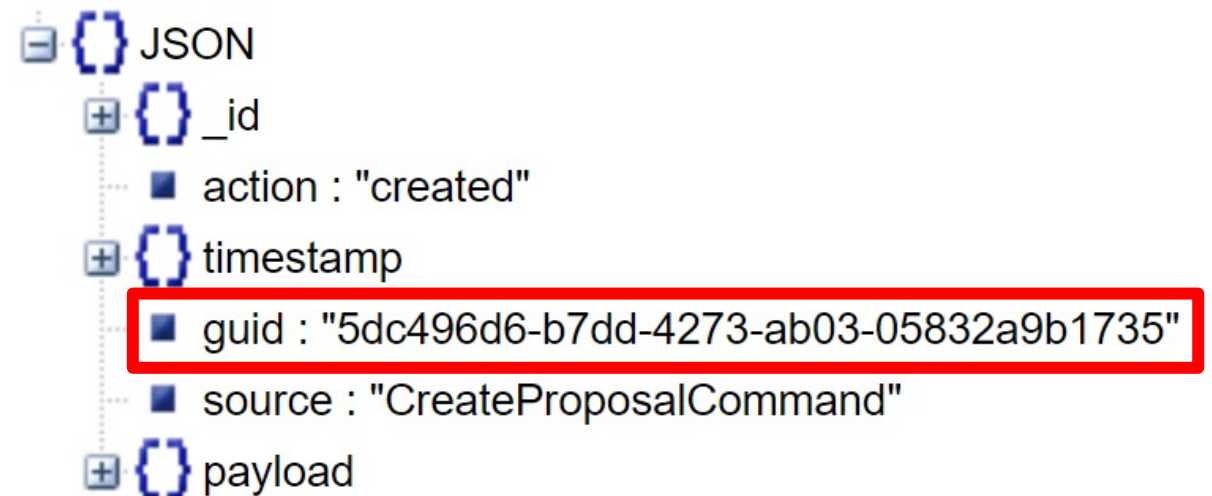 JSON
_id
action : "created"
timestamp
guid : "5dc496d6-b7dd-4273-ab03-05832a9b1735"
source : "CreateProposalCommand"
payload